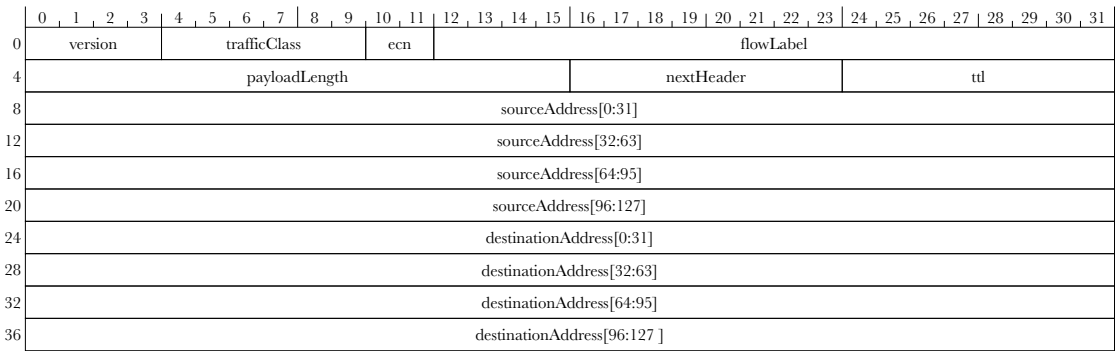 0 1 2 3 4 5 6 7 8 9 10 11 12 13 14 15 16 17 18 19 20 21 22 23 24 25 26 27 28 29 30 31
0 version trafficClass ecn flowLabel
4 payloadLength nextHeader ttl
8 sourceAddress[0:31]
12 sourceAddress[32:63]
16 sourceAddress[64:95]
20 sourceAddress[96:127]
24 destinationAddress[0:31]
28 destinationAddress[32:63]
32 destinationAddress[64:95]
36 destinationAddress[96:127 ]